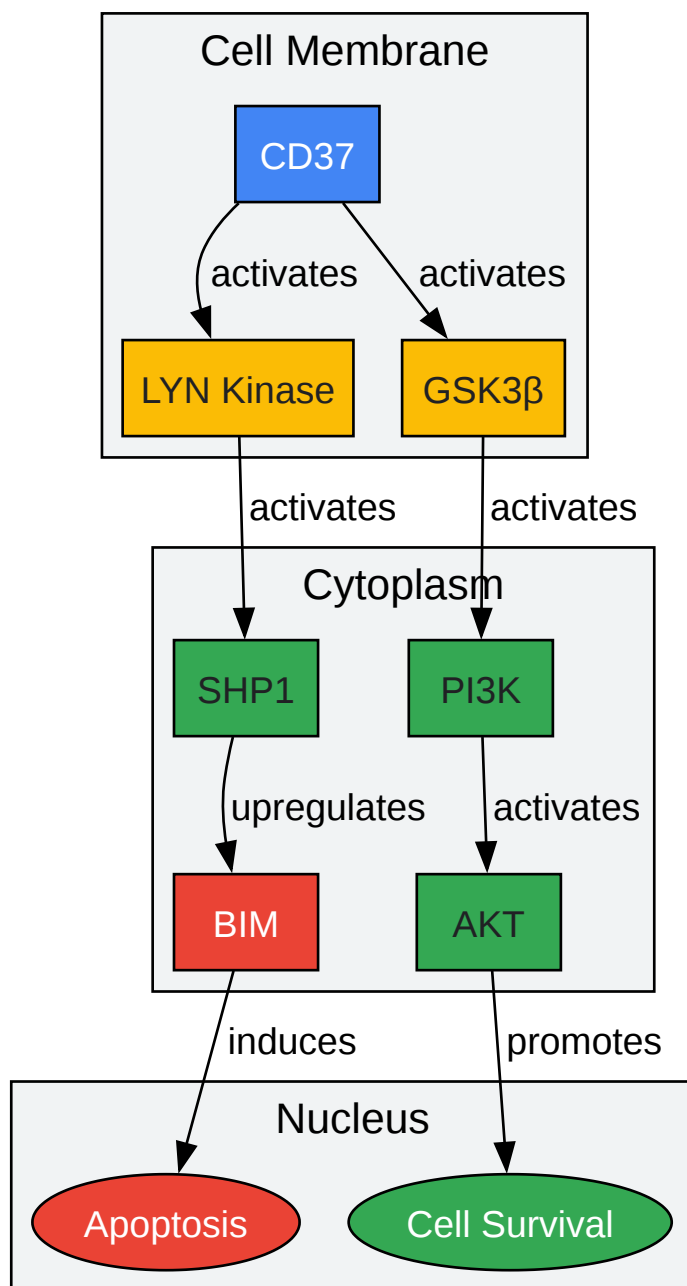 Cell Membrane
CD37
activates
activates
LYN Kinase
GSK3β
activates
activates
Cytoplasm
SHP1
PI3K
upregulates
activates
BIM
AKT
induces
promotes
Nucleus
Apoptosis
Cell Survival